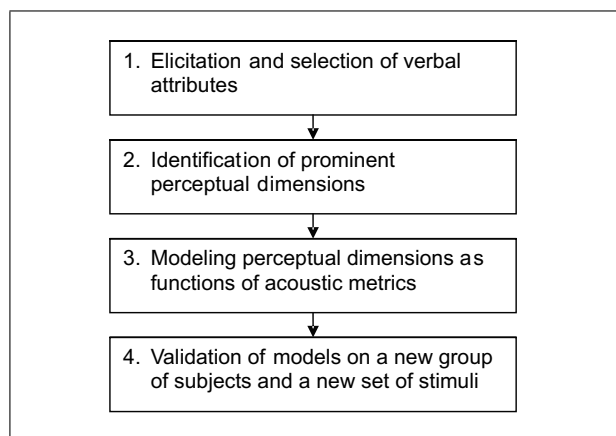 1. Elicitation and selection of verbal
attributes
2. Identification of prominent
perceptual dimensions
3. Modeling perceptual dimensions as
functions of acoustic metrics
4. Validation of models on a new group
of subjects and a new set of stimuli